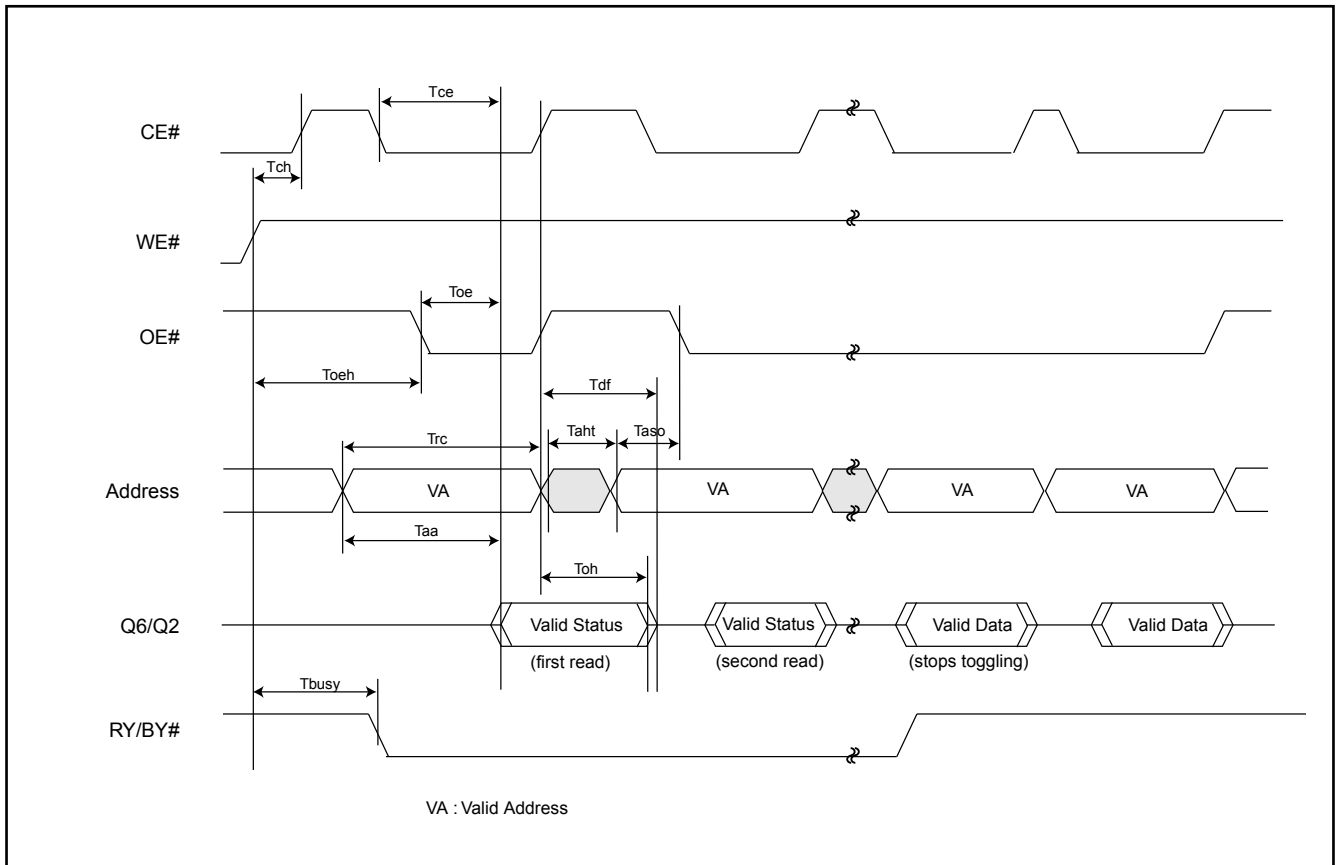 Tce
CE#
Tch
WE#
Toe
OE#
Toeh
Tdf
Taht
Taso
Trc
Address
VA
VA
VA
VA
Taa
Toh
Q6/Q2
Valid Status
Valid Status
Valid Data
Valid Data
(first read)
(second read)
(stops toggling)
Tbusy
RY/BY#
VA : Valid Address